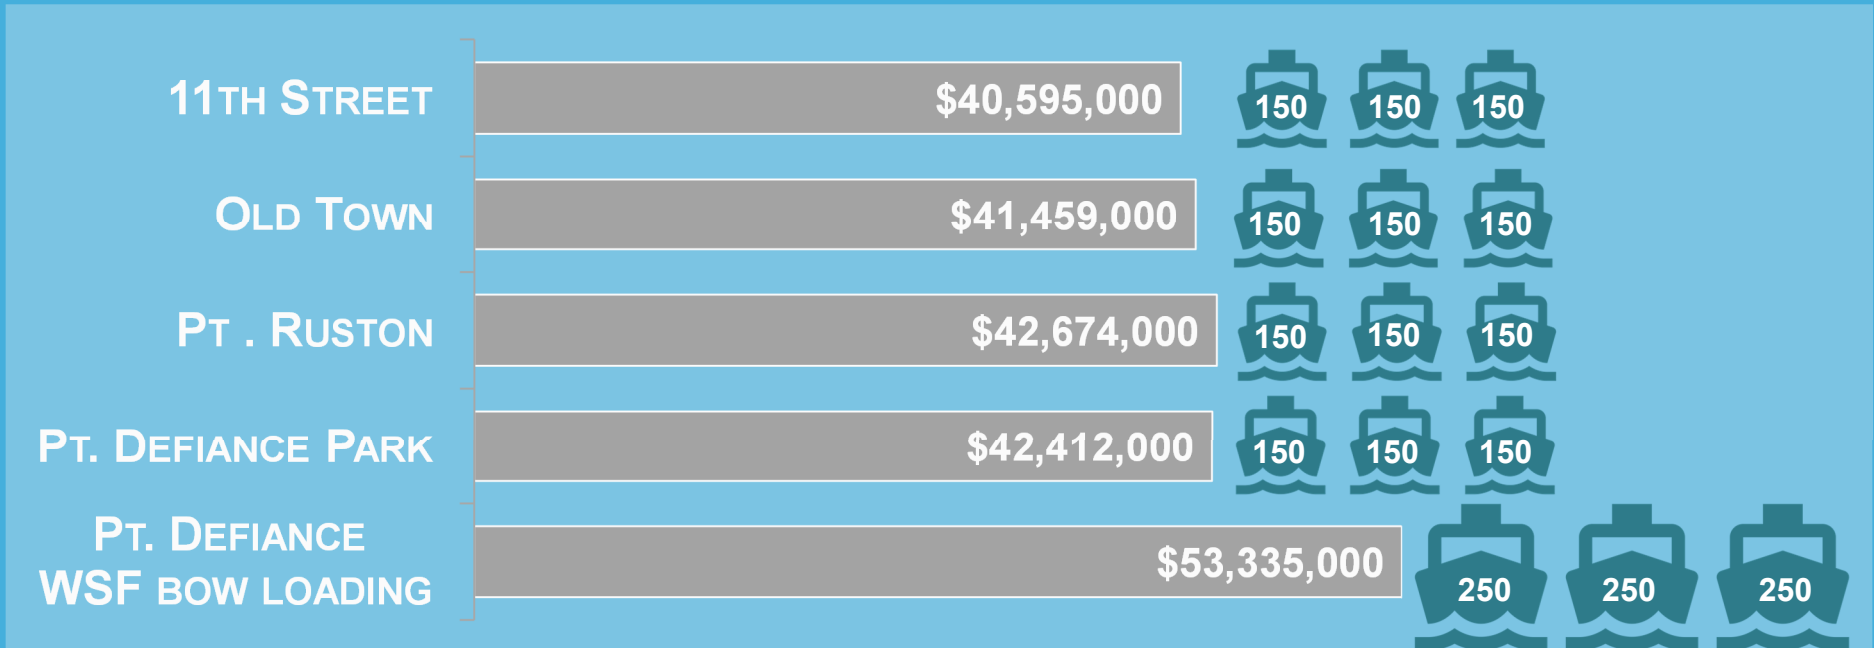 11TH STREET
$40,595,000
150 150 150
OLD TOWN
$41,459,000
150 150 150
PT . RUSTON
$42,674,000
150 150 150
PT. DEFIANCE PARK
$42,412,000
150 150 150
PT. DEFIANCE
WSF BOW LOADING
$53,335,000
250 250 250